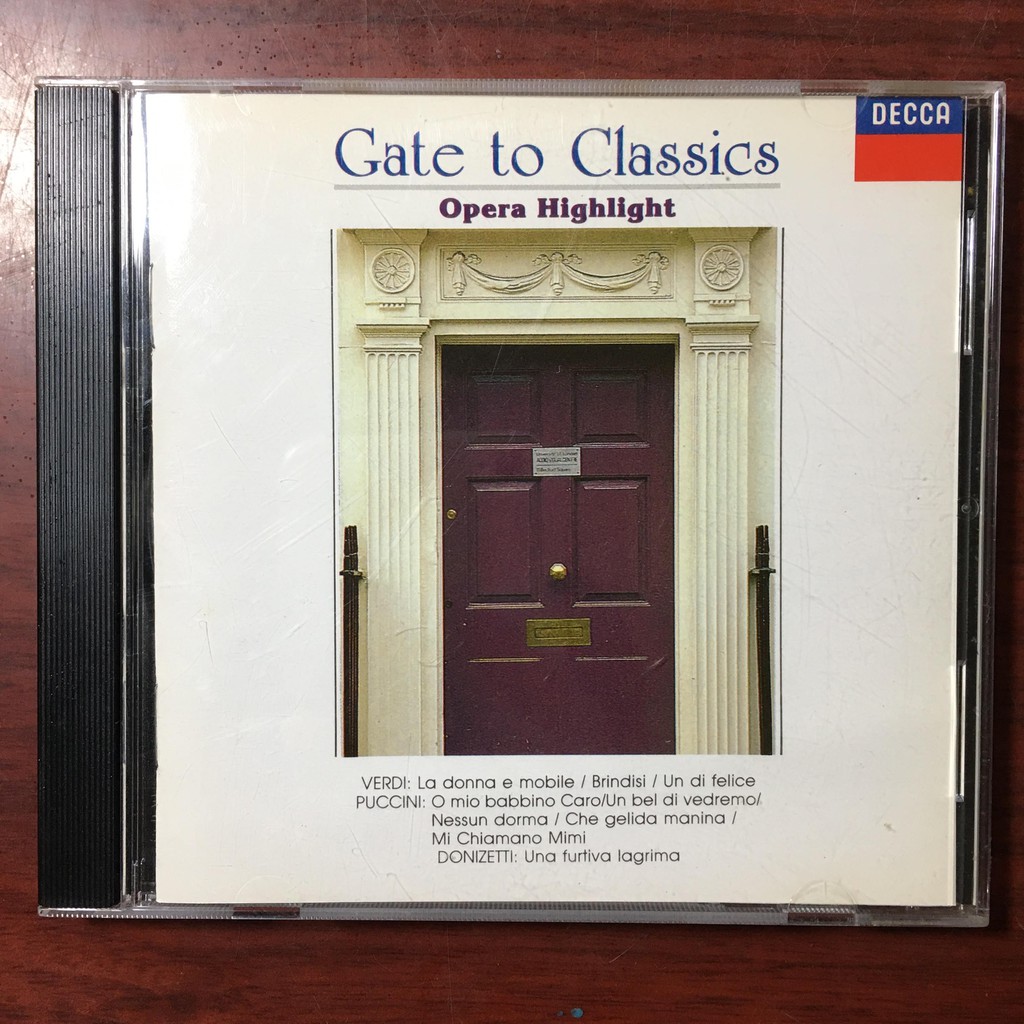 DECCA
Gate to Classics
Opera Highlight
VERDI: La donna e mobile / Brindisi / Un di felice
PUCCINI: O mio babbino Caro/Un bel di vedremo/
Nessun dorma / Che gelida manina /
Mi Chiamano Mimi
DONIZETTI: Una furtiva lagrima